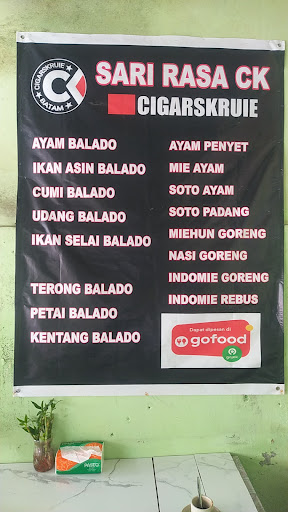 CIGARSKRUIE
CK
BATAM
SARI RASA CK
CIGARSKRUIE
AYAM BALADO
IKAN ASIN BALADO
CUMI BALADO
UDANG BALADO
IKAN SELAI BALADO
TERONG BALADO
PETAI BALADO
KENTANG BALADO
AYAM PENYET
MIE AYAM
SOTO AYAM
SOTO PADANG
MIEHUN GORENG
NASI GORENG
INDOMIE GORENG
INDOMIE REBUS
Dapat dipesan di
gofood